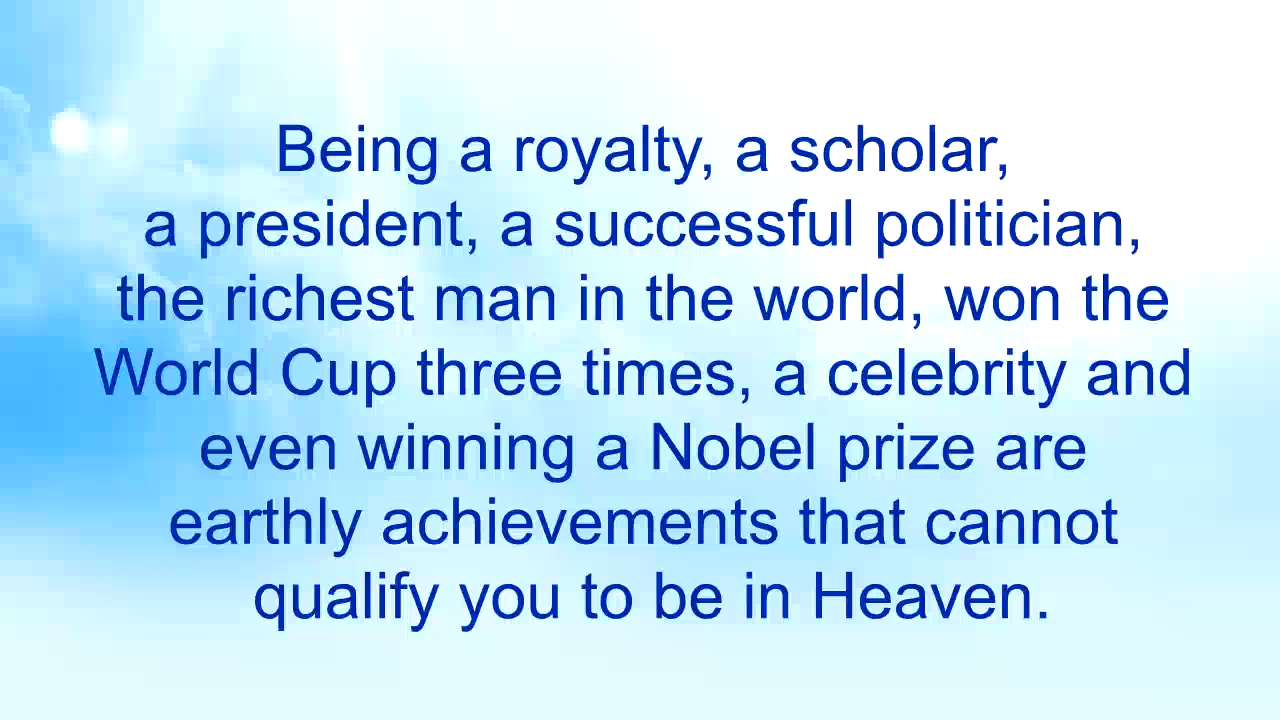 Being a royalty, a scholar,
a president, a successful politician,
the richest man in the world, won the
World Cup three times, a celebrity and
even winning a Nobel prize are
earthly achievements that cannot
qualify you to be in Heaven.